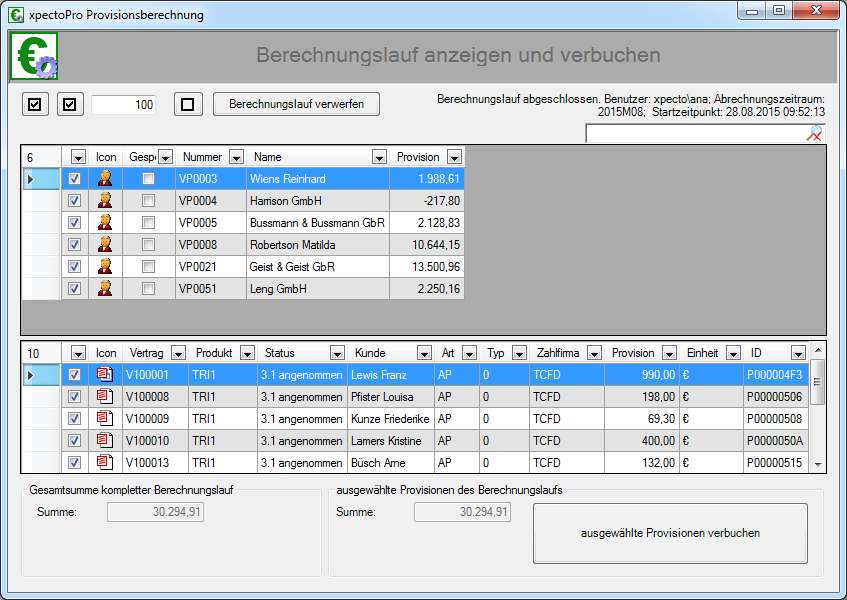 xpectoPro Provisionsberechnung
Berechnungslauf anzeigen und verbuchen
100 Berechnungslauf verwerfen
Berechnungslauf abgeschlossen. Benutzer: xpecto\ana; Abrechnungszeitraum:
2015M08; Startzeitpunkt: 28.08.2015 09:52:13
6 Icon Gespe Nummer Name Provision
VP0003 Wiens Reinhard 1.988,61
VP0004 Harrison GmbH -217,80
VP0005 Bussmann & Bussmann GbR 2.128,83
VP0008 Robertson Matilda 10.644,15
VP0021 Geist & Geist GbR 13.500,96
VP0051 Leng GmbH 2.250,16
10 Icon Vertrag Produkt Status Kunde Art Typ Zahlfirma Provision Einheit ID
V100001 TRI1 3.1 angenommen Lewis Franz AP 0 TCFD 990,00 € P000004F3
V100008 TRI1 3.1 angenommen Pfister Louisa AP 0 TCFD 198,00 € P00000506
V100009 TRI1 3.1 angenommen Kunze Friederike AP 0 TCFD 69,30 € P00000508
V100010 TRI1 3.1 angenommen Lamers Kristine AP 0 TCFD 400,00 € P0000050A
V100013 TRI1 3.1 angenommen Büsch Arne AP 0 TCFD 132,00 € P00000515
Gesamtsumme kompletter Berechnungslauf
Summe: 30.294,91
ausgewählte Provisionen des Berechnungslaufs
Summe: 30.294,91
ausgewählte Provisionen verbuchen